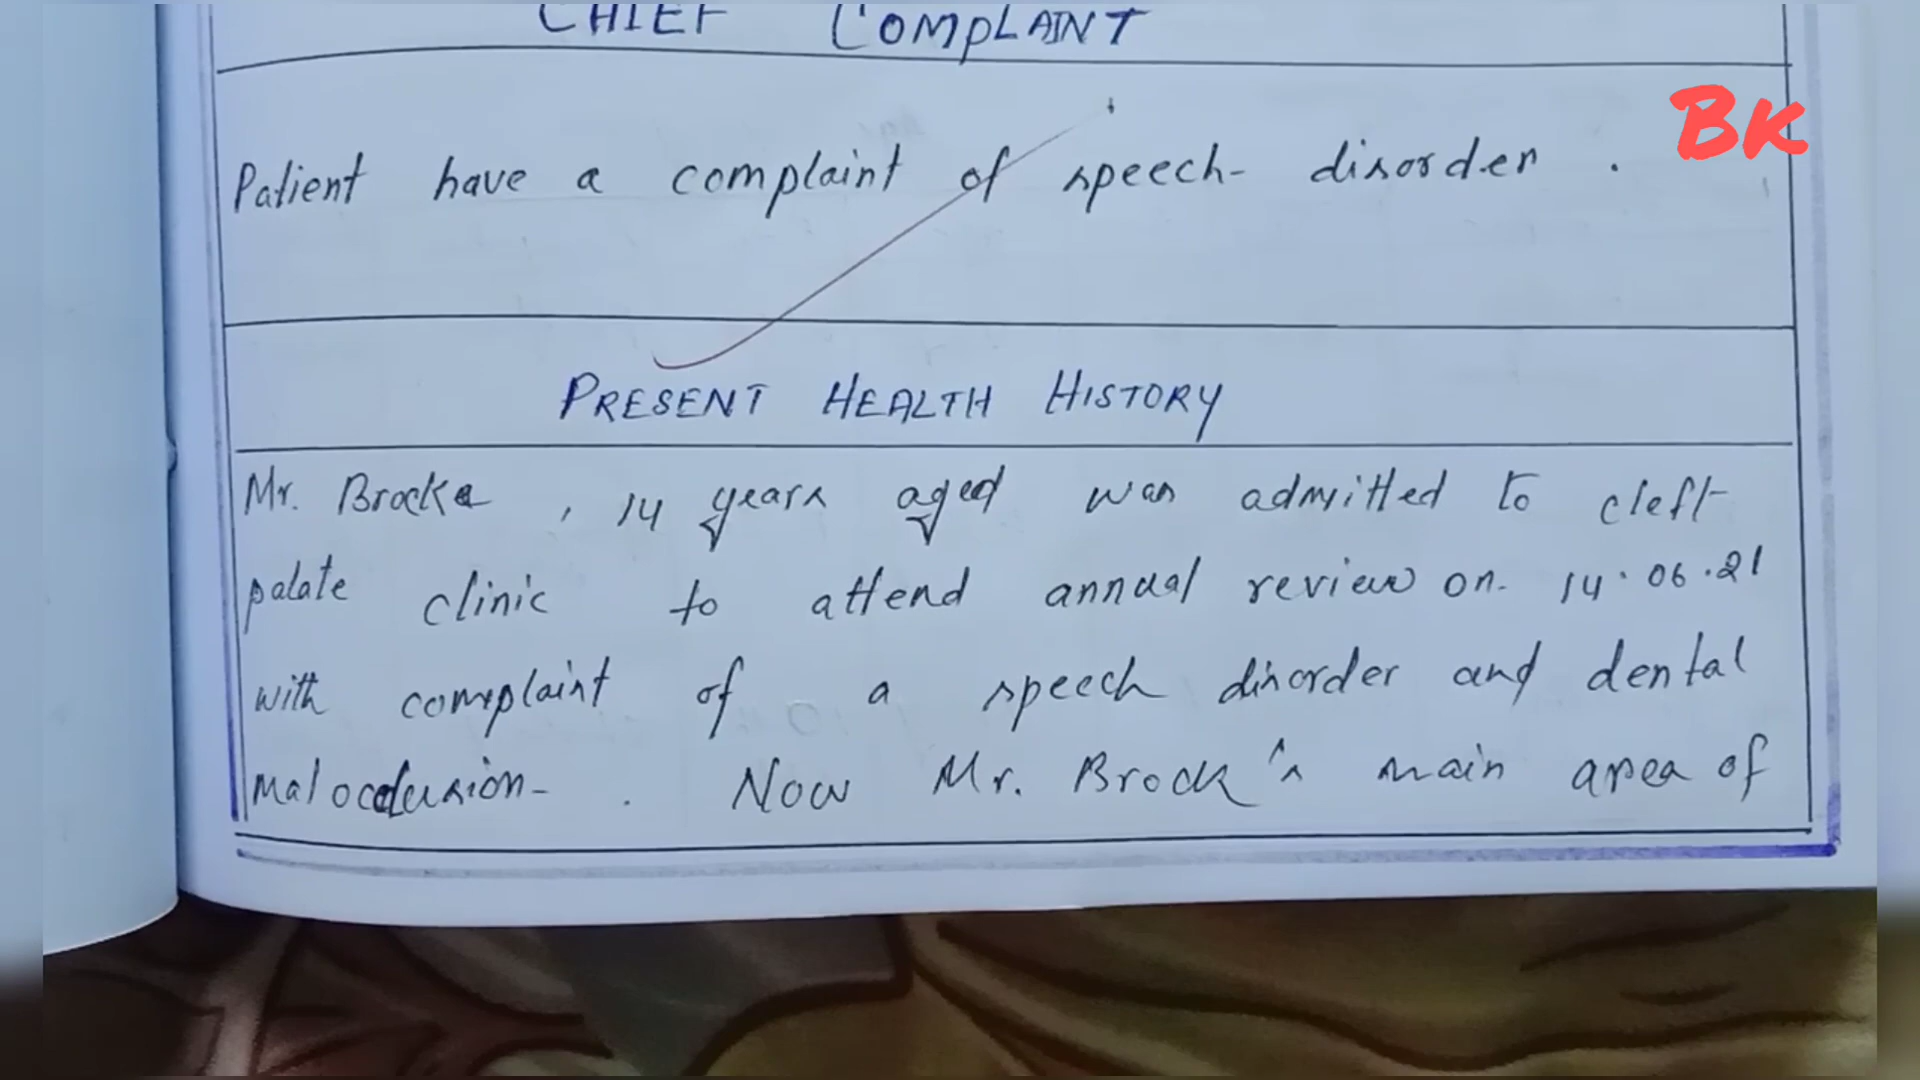 CHIEF COMPLAINT
BK
Patient have a complaint of speech disorder .
PRESENT HEALTH HISTORY
Mr. Brocke , 14 years aged was admitted to cleft
palate clinic to attend annual review on 14.06.21
with complaint of a speech disorder and dental
malocclusion . Now Mr. Brock's main area of